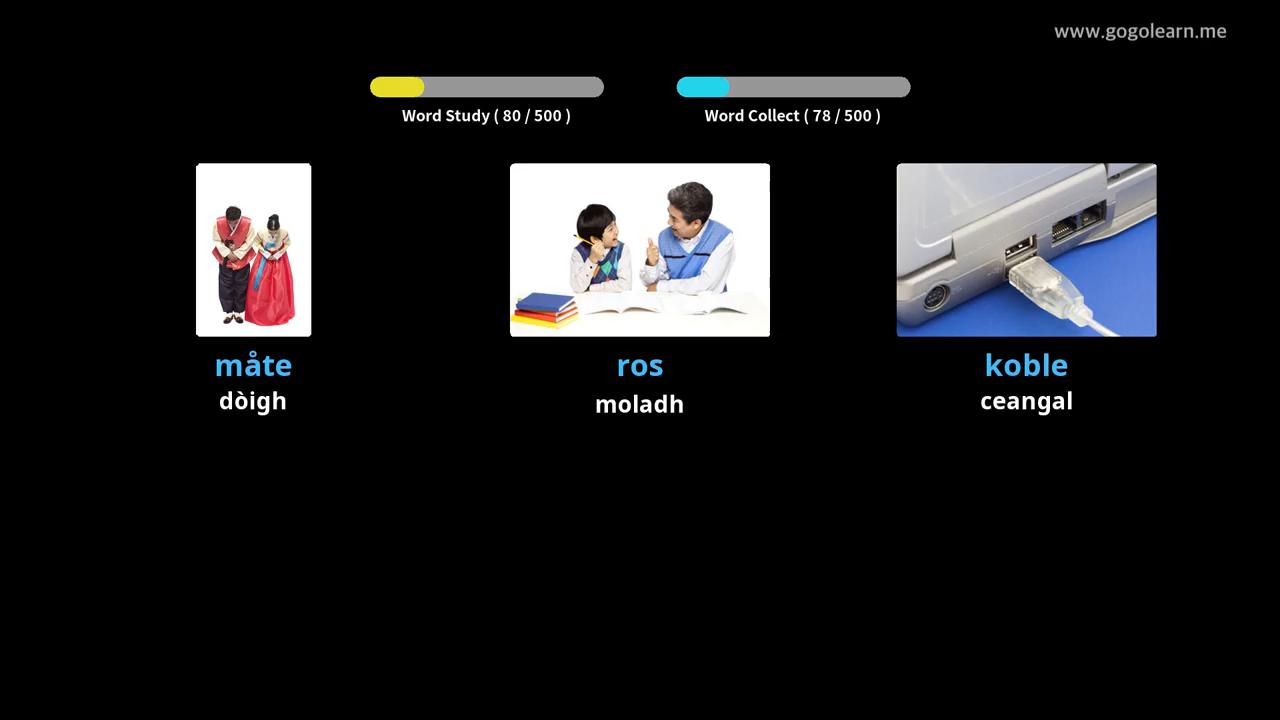 www.gogolearn.me
Word Study ( 80 / 500 )
Word Collect ( 78 / 500 )
måte
ros
koble
dòigh
moladh
ceangal